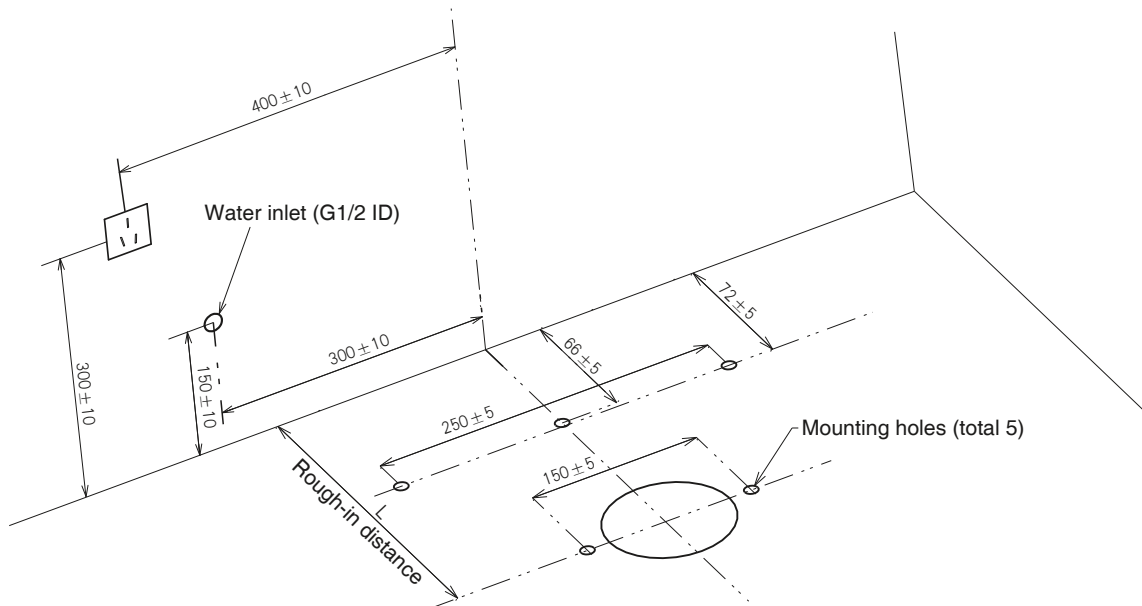 400±10
Water inlet (G1/2 ID)
72±5
300±10
66±5
300±10
150±10
250±5
Mounting holes (total 5)
150±5
L
Rough-in distance